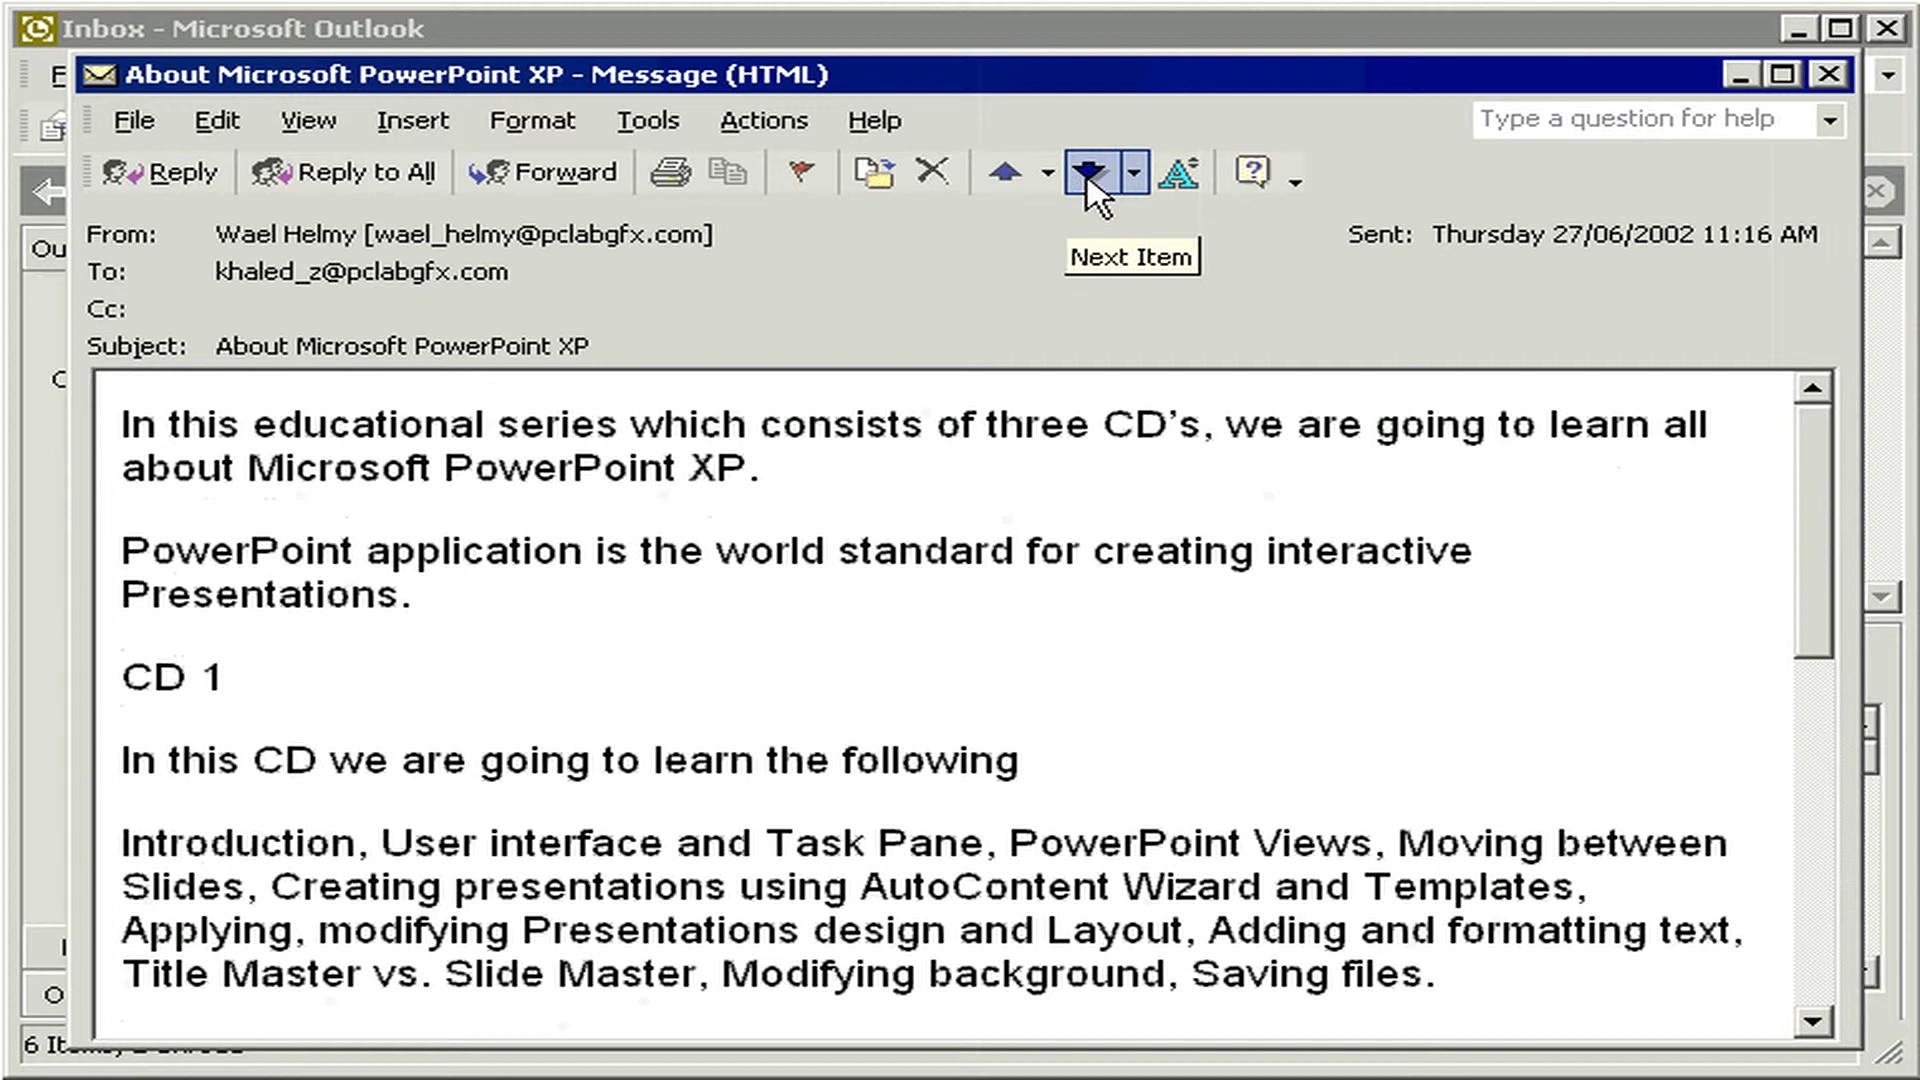 Inbox - Microsoft Outlook
About Microsoft PowerPoint XP - Message (HTML)
File Edit View Insert Format Tools Actions Help Type a question for help
Reply Reply to All Forward
From: Wael Helmy [wael_helmy@pclabgfx.com] Sent: Thursday 27/06/2002 11:16 AM
Next Item
To: khaled_z@pclabgfx.com
Cc:
Subject: About Microsoft PowerPoint XP
In this educational series which consists of three CD's, we are going to learn all
about Microsoft PowerPoint XP.
PowerPoint application is the world standard for creating interactive
Presentations.
CD 1
In this CD we are going to learn the following
Introduction, User interface and Task Pane, PowerPoint Views, Moving between
Slides, Creating presentations using AutoContent Wizard and Templates,
Applying, modifying Presentations design and Layout, Adding and formatting text,
Title Master vs. Slide Master, Modifying background, Saving files.
6